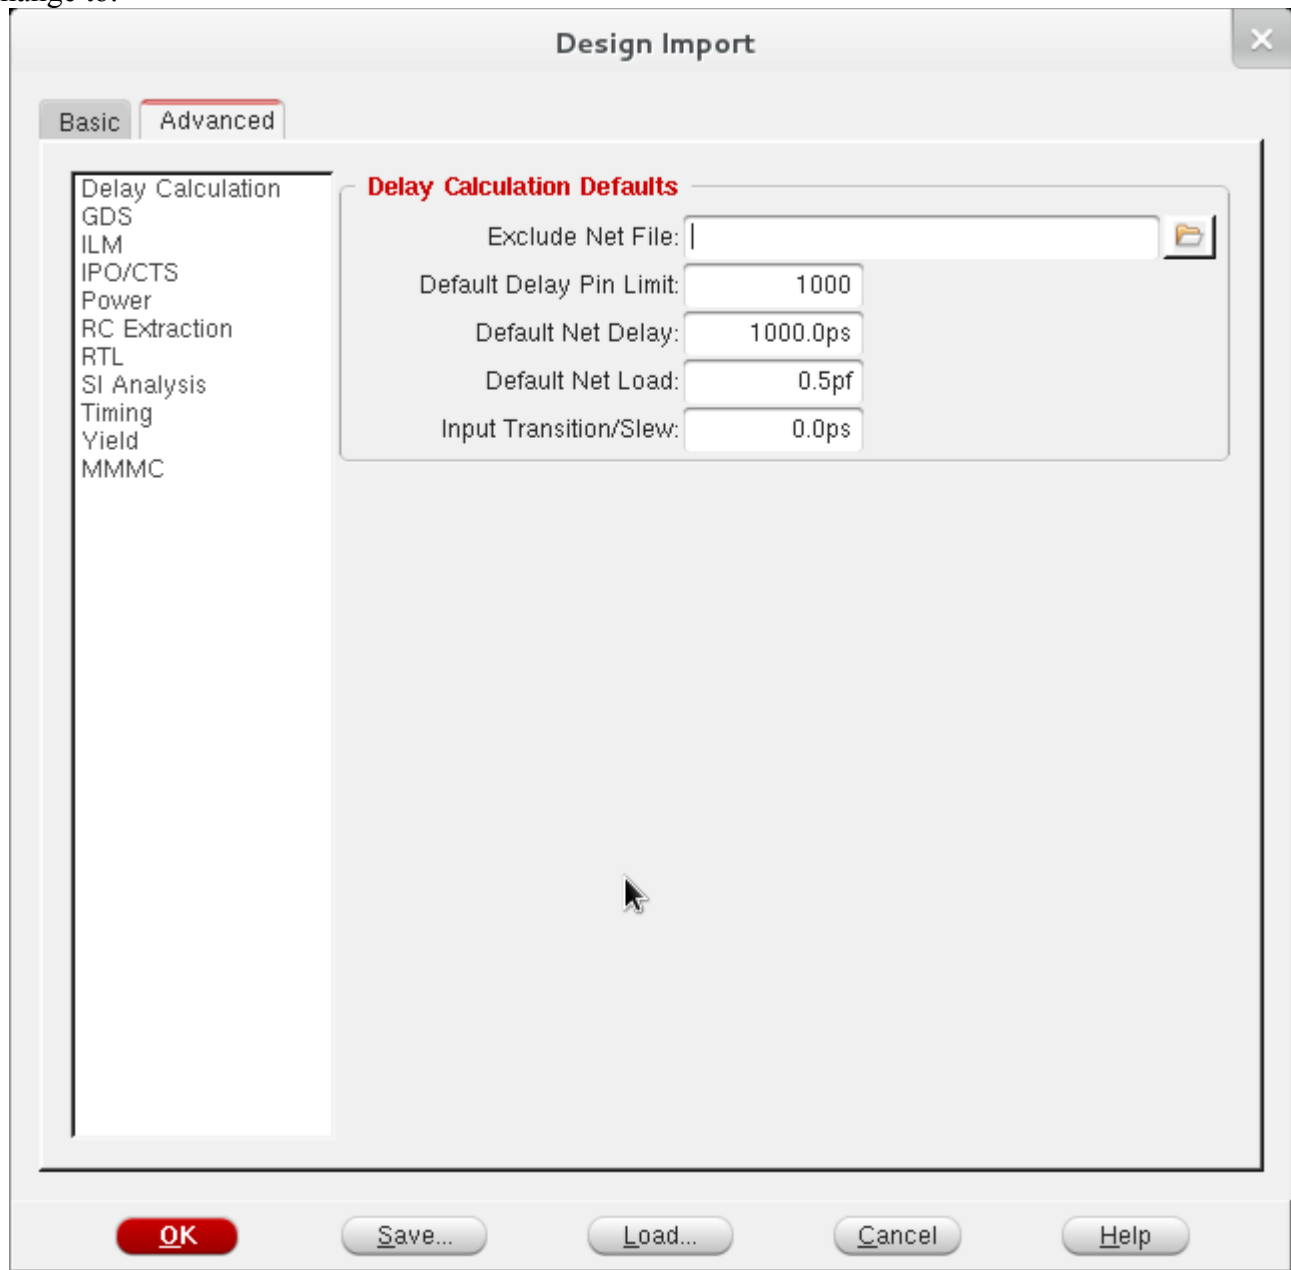 hange to:
Design Import
Basic
Advanced
Delay Calculation
GDS
ILM
IPO/CTS
Power
RC Extraction
RTL
SI Analysis
Timing
Yield
MMMC
Delay Calculation Defaults
Exclude Net File:
Default Delay Pin Limit: 1000
Default Net Delay: 1000.0ps
Default Net Load: 0.5pf
Input Transition/Slew: 0.0ps
OK
Save...
Load...
Cancel
Help